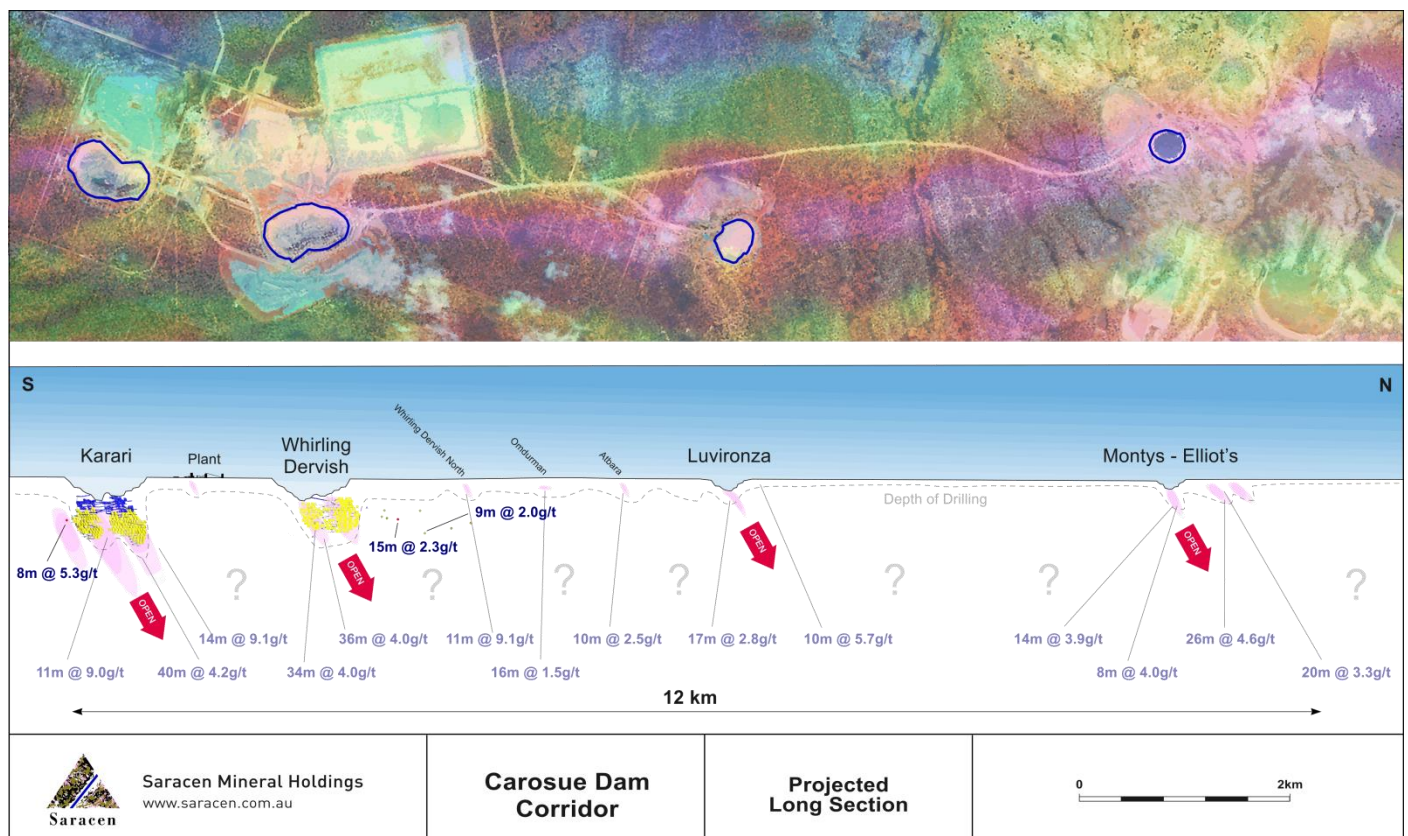 S
N
Karari
Plant
Whirling
Dervish
Whirling Dervish North
Omdurman
Atbara
Luvironza
Montys - Elliot's
Depth of Drilling
9m @ 2.0g/t
15m @ 2.3g/t
8m @ 5.3g/t
OPEN
OPEN
OPEN
OPEN
?
?
?
?
?
?
?
14m @ 9.1g/t
36m @ 4.0g/t
11m @ 9.1g/t
10m @ 2.5g/t
17m @ 2.8g/t
10m @ 5.7g/t
14m @ 3.9g/t
26m @ 4.6g/t
11m @ 9.0g/t
40m @ 4.2g/t
34m @ 4.0g/t
16m @ 1.5g/t
8m @ 4.0g/t
20m @ 3.3g/t
12 km
Saracen
Saracen Mineral Holdings
www.saracen.com.au
Carosue Dam
Corridor
Projected
Long Section
0
2km